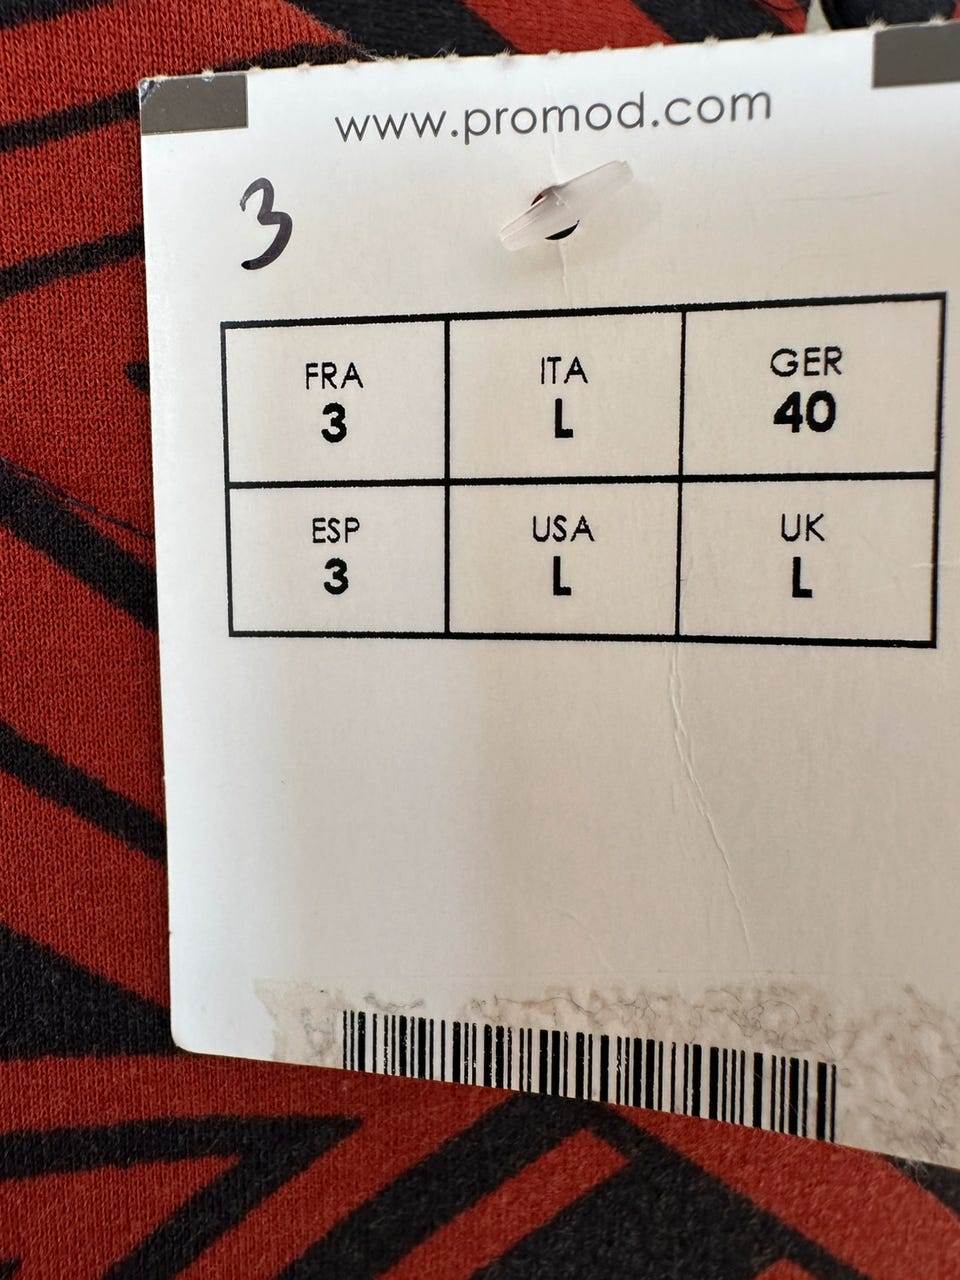 www.promod.com
3
FRA ITA GER
3 L 40
ESP USA UK
3 L L